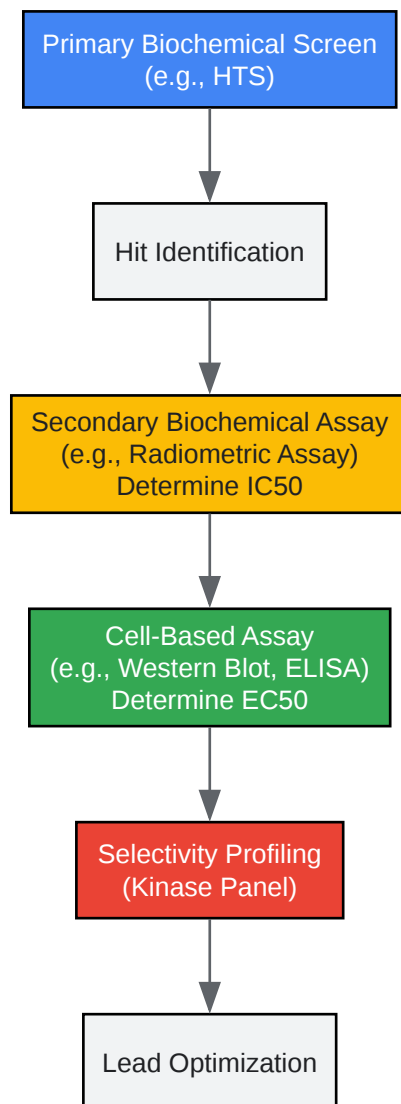 Primary Biochemical Screen
(e.g., HTS)
Hit Identification
Secondary Biochemical Assay
(e.g., Radiometric Assay)
Determine IC50
Cell-Based Assay
(e.g., Western Blot, ELISA)
Determine EC50
Selectivity Profiling
(Kinase Panel)
Lead Optimization